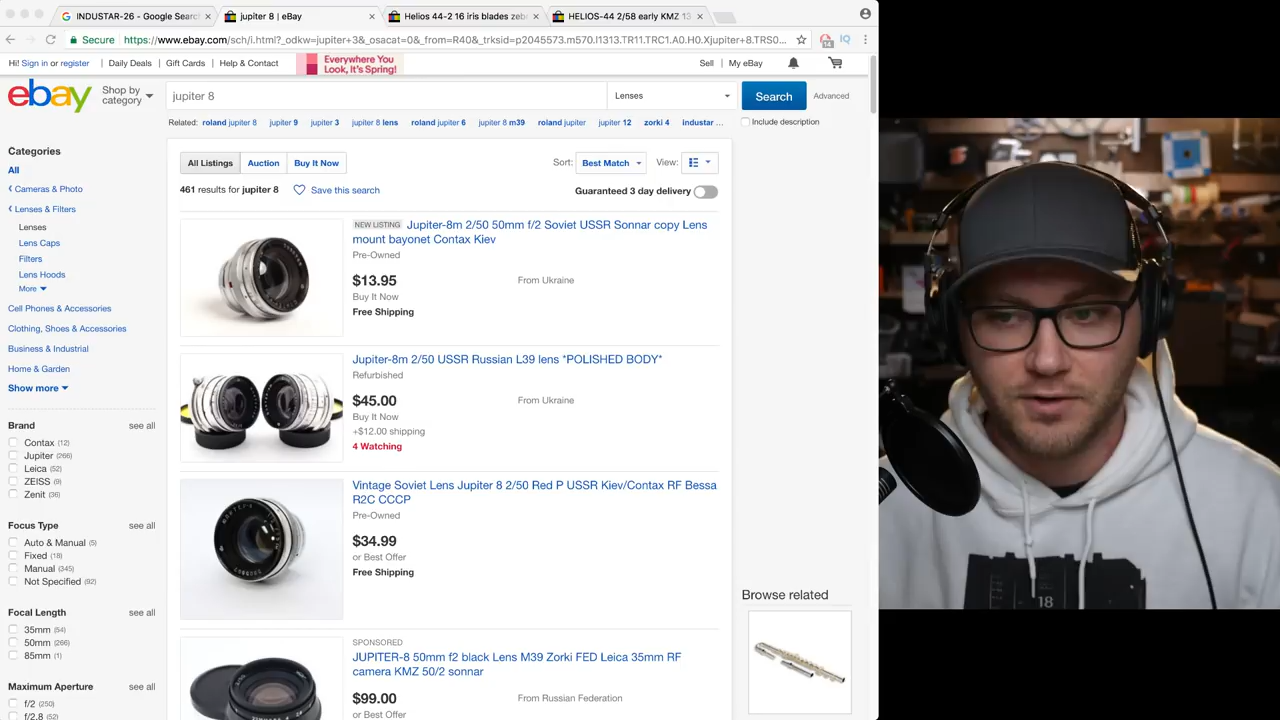 INDUSTAR-26 - Google Searc
jupiter 8 | eBay
Helios 44-2 16 iris blades zeb
HELIOS-44 2/58 early KMZ 13
Secure
https://www.ebay.com/sch/i.html?_odkw=jupiter+3&_osacat=0&_from=R40&_trksid=p2045573.m570.l1313.TR11.TRC1.A0.H0.Xjupiter+8.TRS0...
14
IQ
Hi! Sign in or register
Daily Deals
Gift Cards
Help & Contact
Everywhere You
Look, it's Spring!
Sell
My eBay
ebay
Shop by
category
jupiter 8
Lenses
Search
Advanced
Related: roland jupiter 8 jupiter 9 jupiter 3 jupiter 8 lens roland jupiter 6 jupiter 8 m39 roland jupiter jupiter 12 zorki 4 industar ...
Include description
Categories
All
Cameras & Photo
Lenses & Filters
Lenses
Lens Caps
Filters
Lens Hoods
More
Cell Phones & Accessories
Clothing, Shoes & Accessories
Business & Industrial
Home & Garden
Show more
Brand
see all
Contax (12)
Jupiter (266)
Leica (52)
ZEISS (9)
Zenit (36)
Focus Type
see all
Auto & Manual (5)
Fixed (18)
Manual (345)
Not Specified (92)
Focal Length
see all
35mm (54)
50mm (266)
85mm (1)
Maximum Aperture
see all
f/2 (250)
f/2.8 (52)
All Listings
Auction
Buy It Now
Sort:
Best Match
View:
461 results for jupiter 8
Save this search
Guaranteed 3 day delivery
NEW LISTING Jupiter-8m 2/50 50mm f/2 Soviet USSR Sonnar copy Lens
mount bayonet Contax Kiev
Pre-Owned
$13.95
From Ukraine
Buy It Now
Free Shipping
Jupiter-8m 2/50 USSR Russian L39 lens *POLISHED BODY*
Refurbished
$45.00
From Ukraine
Buy It Now
+$12.00 shipping
4 Watching
Vintage Soviet Lens Jupiter 8 2/50 Red P USSR Kiev/Contax RF Bessa
R2C CCCP
Pre-Owned
$34.99
or Best Offer
Free Shipping
SPONSORED
JUPITER-8 50mm f2 black Lens M39 Zorki FED Leica 35mm RF
camera KMZ 50/2 sonnar
$99.00
From Russian Federation
or Best Offer
Browse related
18